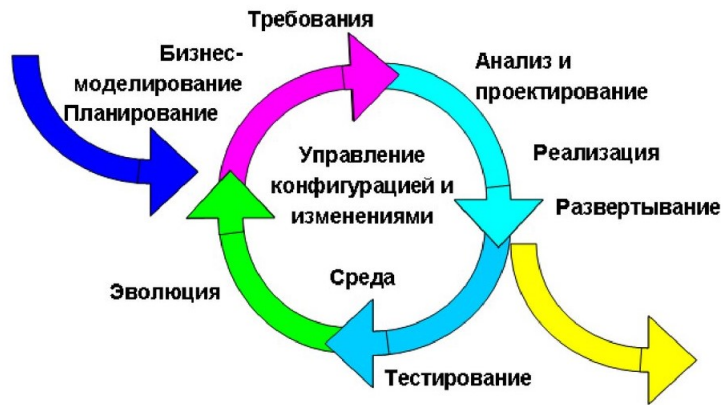 Требования
Бизнес-
моделирование
Планирование
Анализ и
проектирование
Управление
конфигурацией и
изменениями
Реализация
Развертывание
Среда
Эволюция
Тестирование